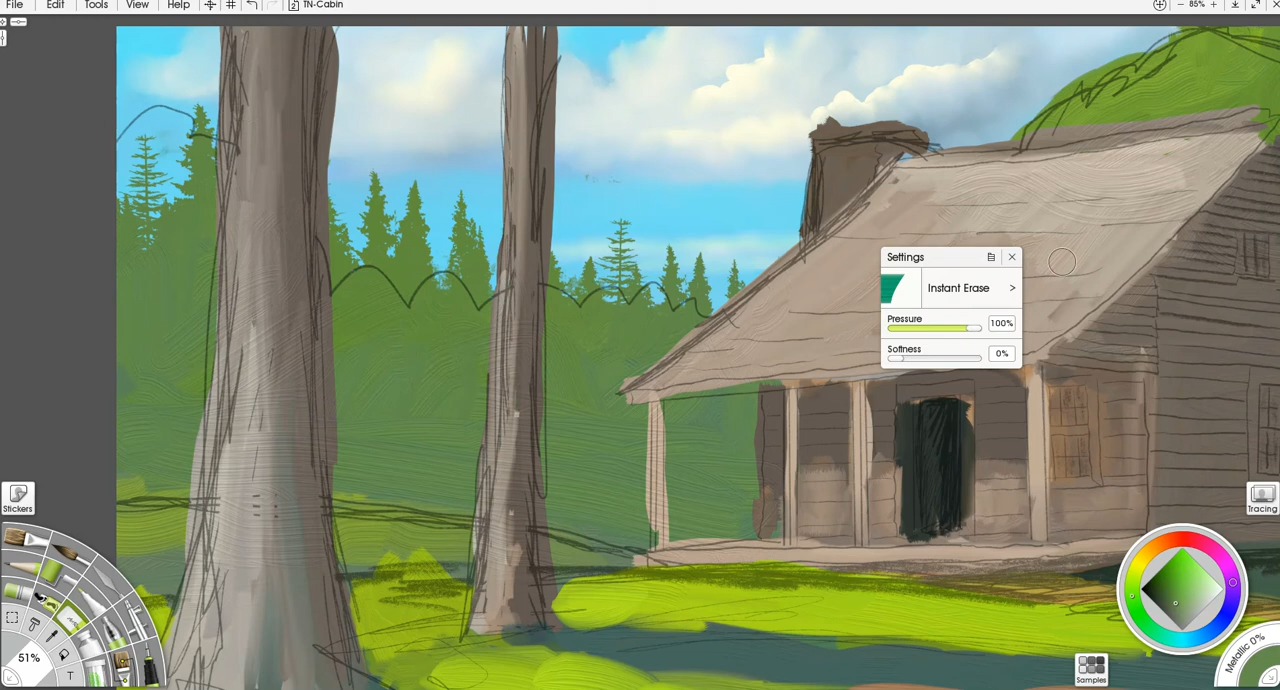 File Edit Tools View Help TN-Cabin 85%
Settings
Instant Erase >
Pressure
100%
Softness
0%
Stickers
Tracing
51%
T
Metallic 0%
Samples